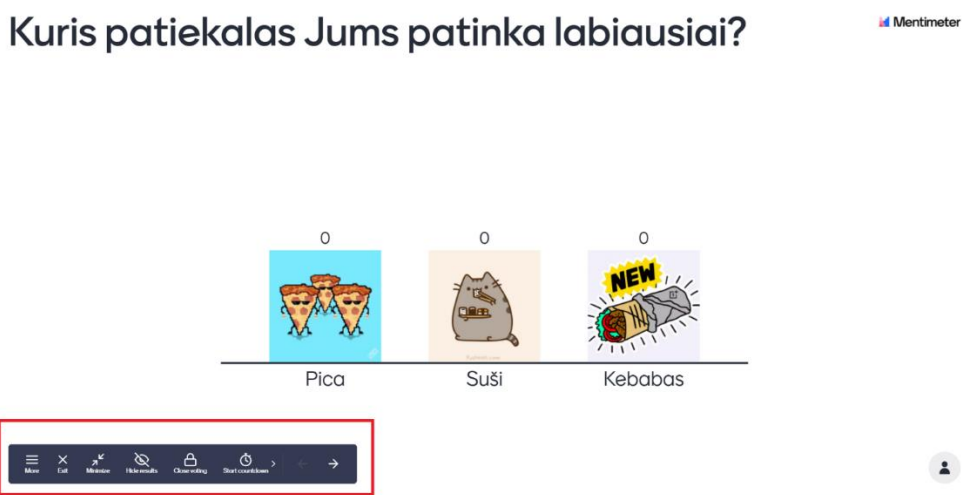 Kuris patiekalas Jums patinka labiausiai?
Mentimeter
0 0 0
NEW
Pica Suši Kebabas
More Exit Minimize Hide results Close voting Start countdown